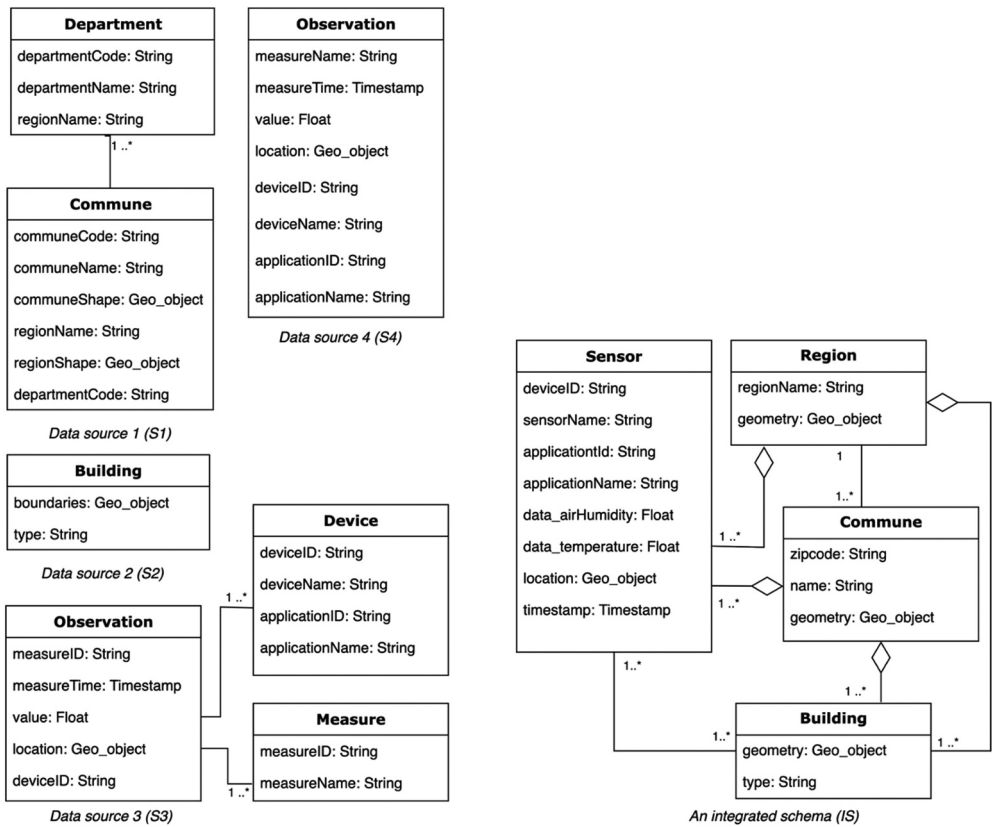 Department
departmentCode: String
departmentName: String
regionName: String
1 ..*
Commune
communeCode: String
communeName: String
communeShape: Geo_object
regionName: String
regionShape: Geo_object
departmentCode: String
Data source 1 (S1)
Observation
measureName: String
measureTime: Timestamp
value: Float
location: Geo_object
deviceID: String
deviceName: String
applicationID: String
applicationName: String
Data source 4 (S4)
Building
boundaries: Geo_object
type: String
Data source 2 (S2)
Observation
measureID: String
measureTime: Timestamp
value: Float
location: Geo_object
deviceID: String
Data source 3 (S3)
Device
deviceID: String
deviceName: String
applicationID: String
applicationName: String
1 ..*
Measure
measureID: String
measureName: String
1..*
Sensor
deviceID: String
sensorName: String
applicationtId: String
applicationName: String
data_airHumidity: Float
data_temperature: Float
location: Geo_object
timestamp: Timestamp
Region
regionName: String
geometry: Geo_object
1
1..*
1 ..*
1..*
Commune
zipcode: String
name: String
geometry: Geo_object
1..*
1..*
1..*
1 ..*
Building
geometry: Geo_object
type: String
An integrated schema (IS)